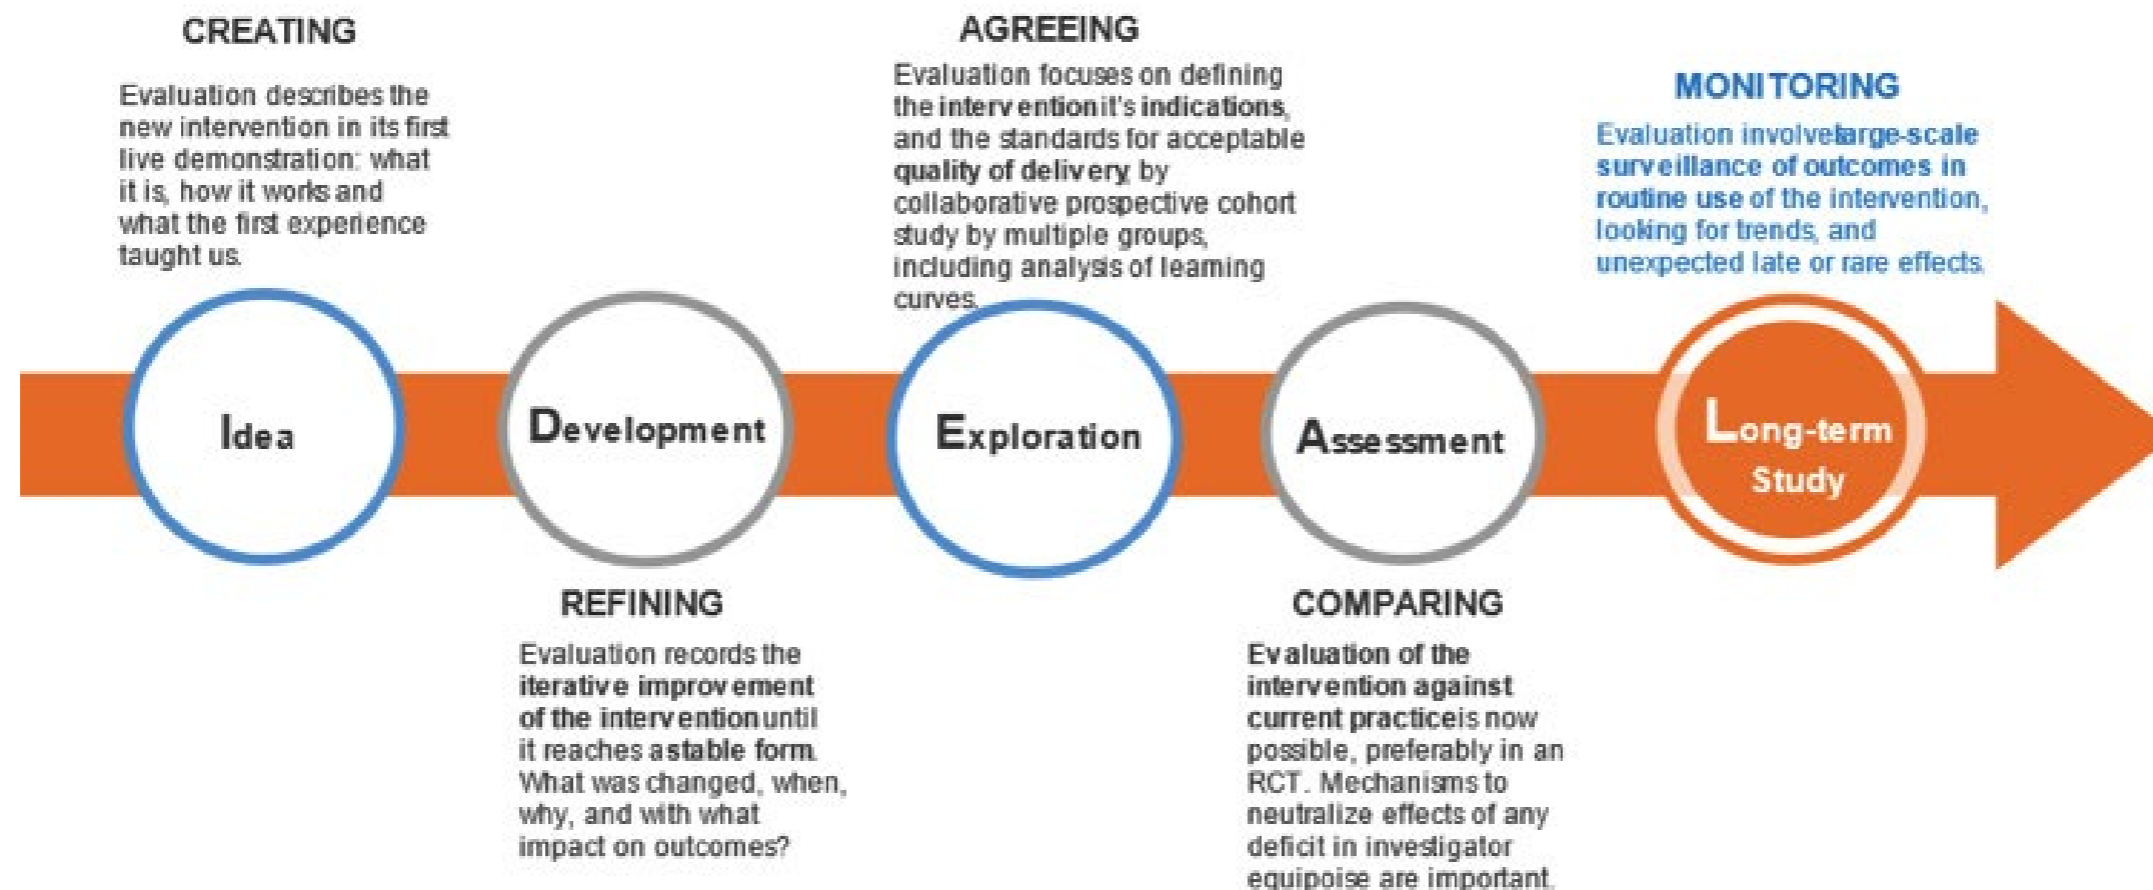 CREATING
Evaluation describes the
new intervention in its first
live demonstration: what
it is, how it works and
what the first experience
taught us.
Idea
Development
REFINING
Evaluation records the
iterative improvement
of the intervention until
it reaches a stable form.
What was changed, when,
why, and with what
impact on outcomes?
AGREEING
Evaluation focuses on defining
the intervention it's indications,
and the standards for acceptable
quality of delivery, by
collaborative prospective cohort
study by multiple groups,
including analysis of learning
curves.
Exploration
Assessment
COMPARING
Evaluation of the
intervention against
current practice is now
possible, preferably in an
RCT. Mechanisms to
neutralize effects of any
deficit in investigator
equipoise are important.
MONITORING
Evaluation involves large-scale
surveillance of outcomes in
routine use of the intervention,
looking for trends, and
unexpected late or rare effects.
Long-term
Study